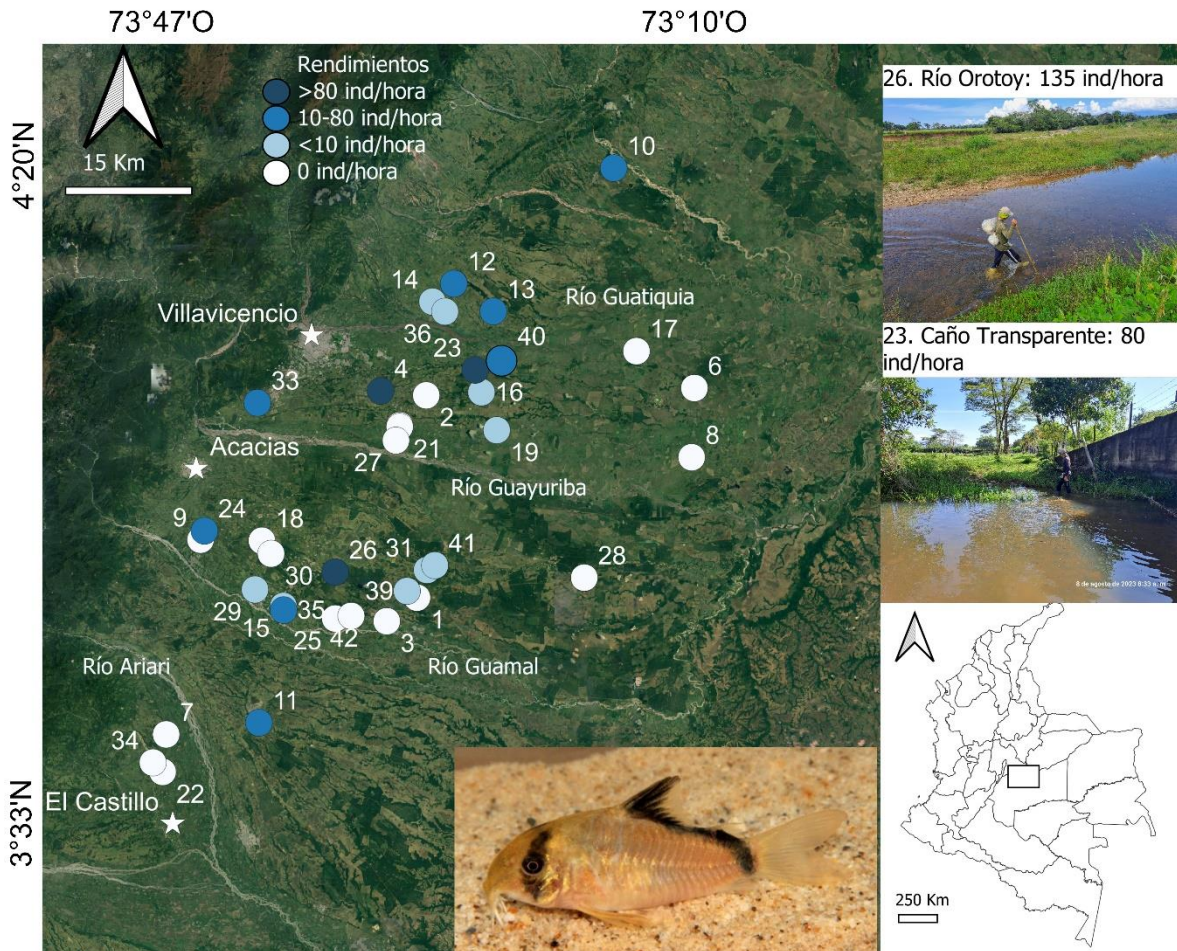 73°47'O
73°10'O
4°20'N
3°33'N
15 Km
Rendimientos
>80 ind/hora
10-80 ind/hora
<10 ind/hora
0 ind/hora
10
12
14
13
Río Guatiquia
Villavicencio
36
40
17
23
4
6
33
16
2
Acacias
21
19
8
27
Río Guayuriba
9
24
18
26
31
41
28
30
39
29
35
1
15
25
42
3
Río Ariari
Río Guamal
11
7
34
El Castillo
22
26. Río Orotoy: 135 ind/hora
23. Caño Transparente: 80
ind/hora
8 de agosto de 2023 8:33 a. m.
250 Km